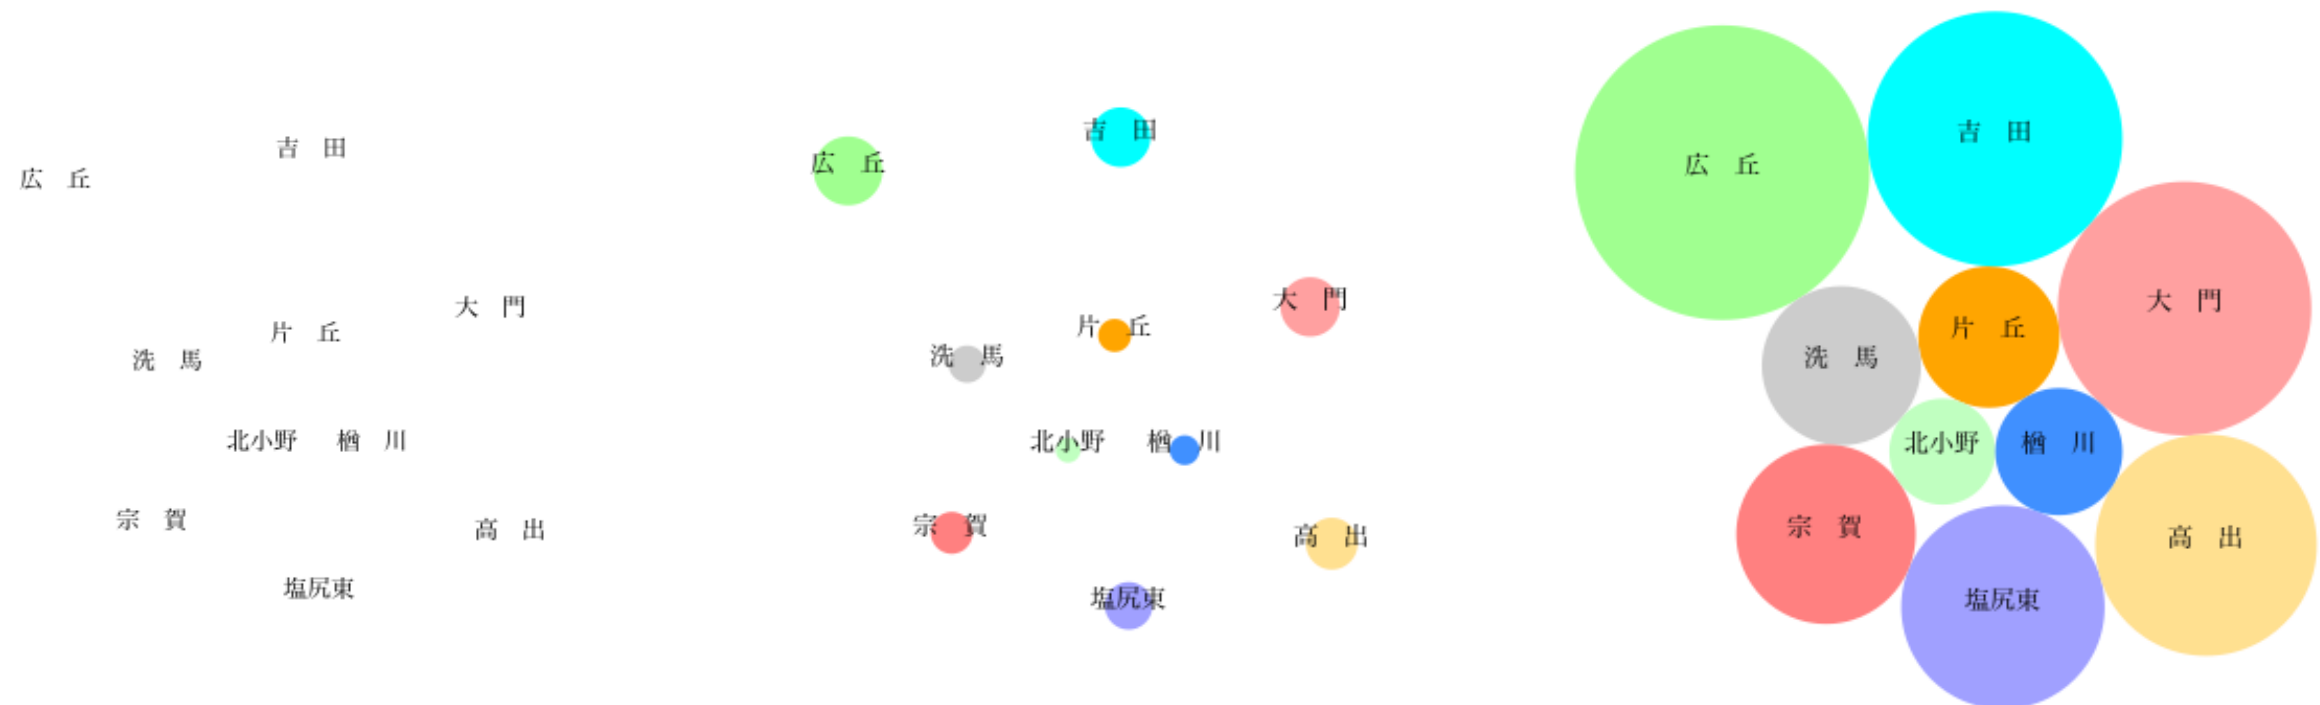 吉　田
広　丘
大　門
片　丘
洗　馬
北小野
楢　川
宗　賀
高　出
塩尻東
吉　田
広　丘
大　門
片　丘
洗　馬
北小野
楢　川
宗　賀
高　出
塩尻東
吉　田
広　丘
大　門
片　丘
洗　馬
北小野
楢　川
宗　賀
高　出
塩尻東